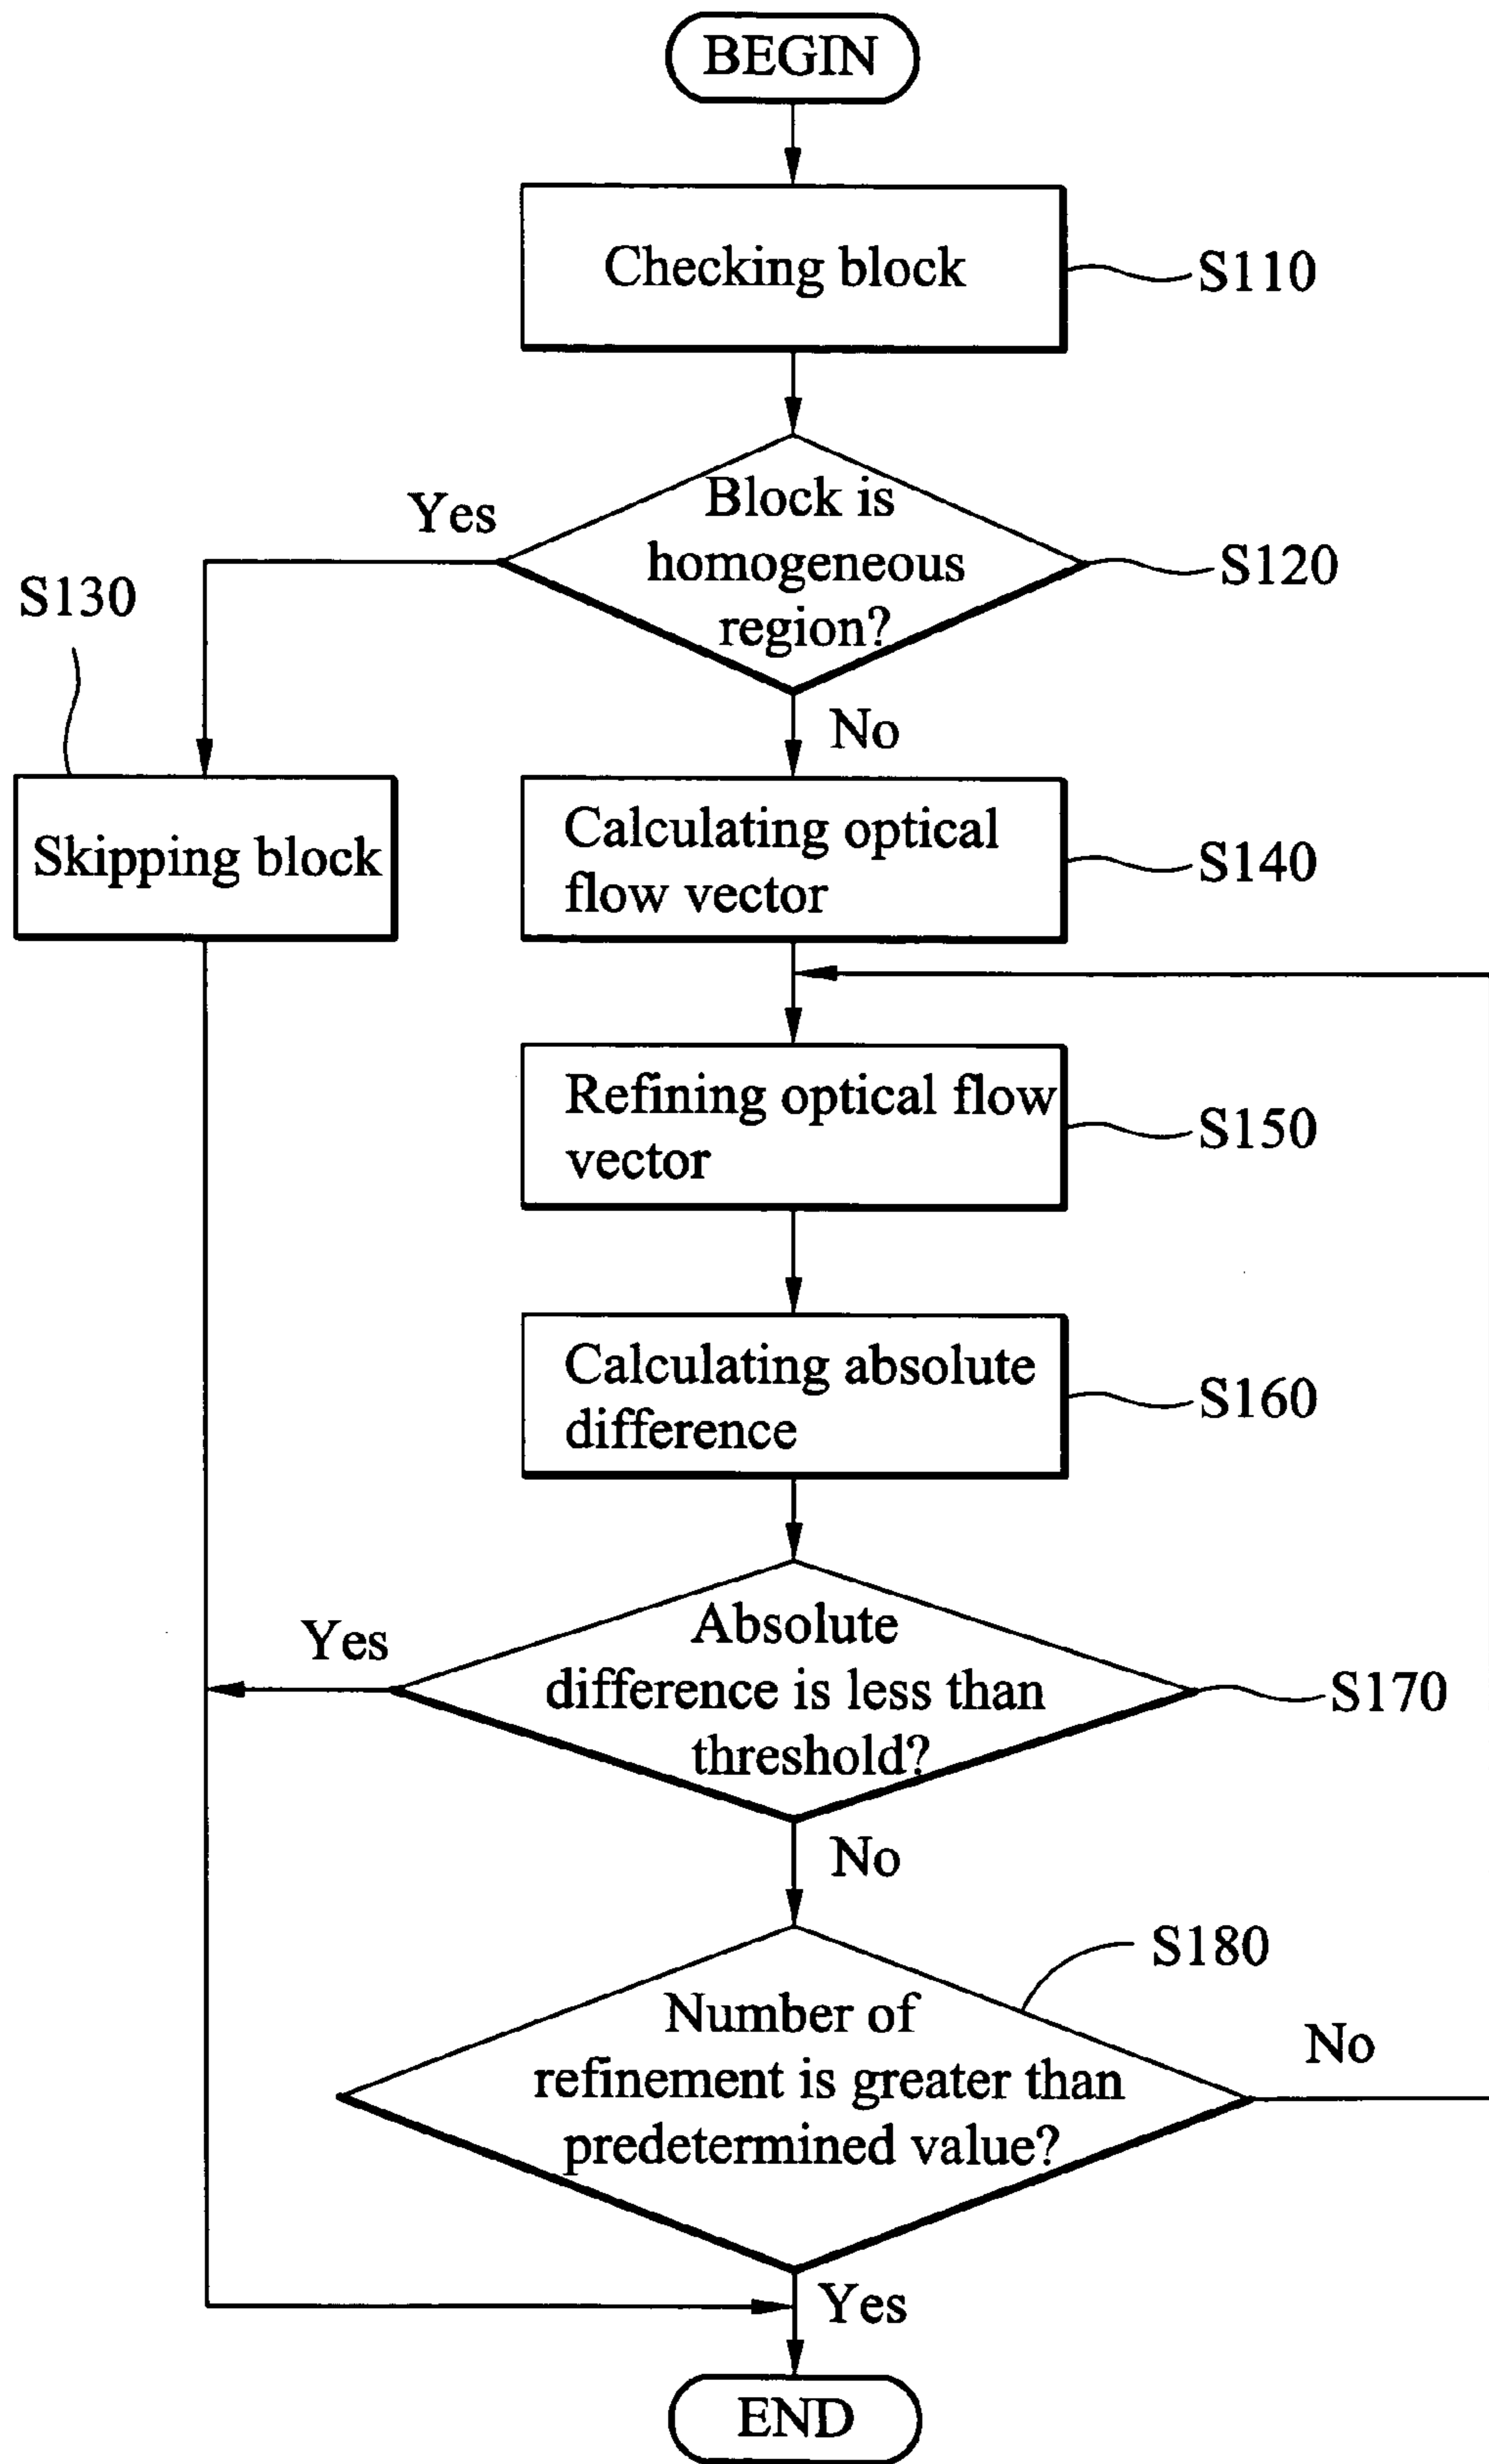 BEGIN
Checking block
S110
Block is
homogeneous
region?
Yes
S120
S130
No
Skipping block
Calculating optical
flow vector
S140
Refining optical flow
vector
S150
Calculating absolute
difference
S160
Absolute
difference is less than
threshold?
Yes
S170
No
S180
Number of
refinement is greater than
predetermined value?
No
Yes
END